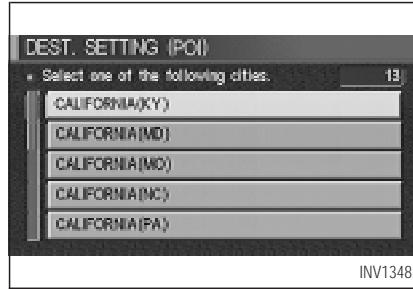 DEST. SETTING (POI)
Select one of the following cities. 13
CALIFORNIA(KY)
CALIFORNIA(MD)
CALIFORNIA(MO)
CALIFORNIA(NC)
CALIFORNIA(PA)
INV1348